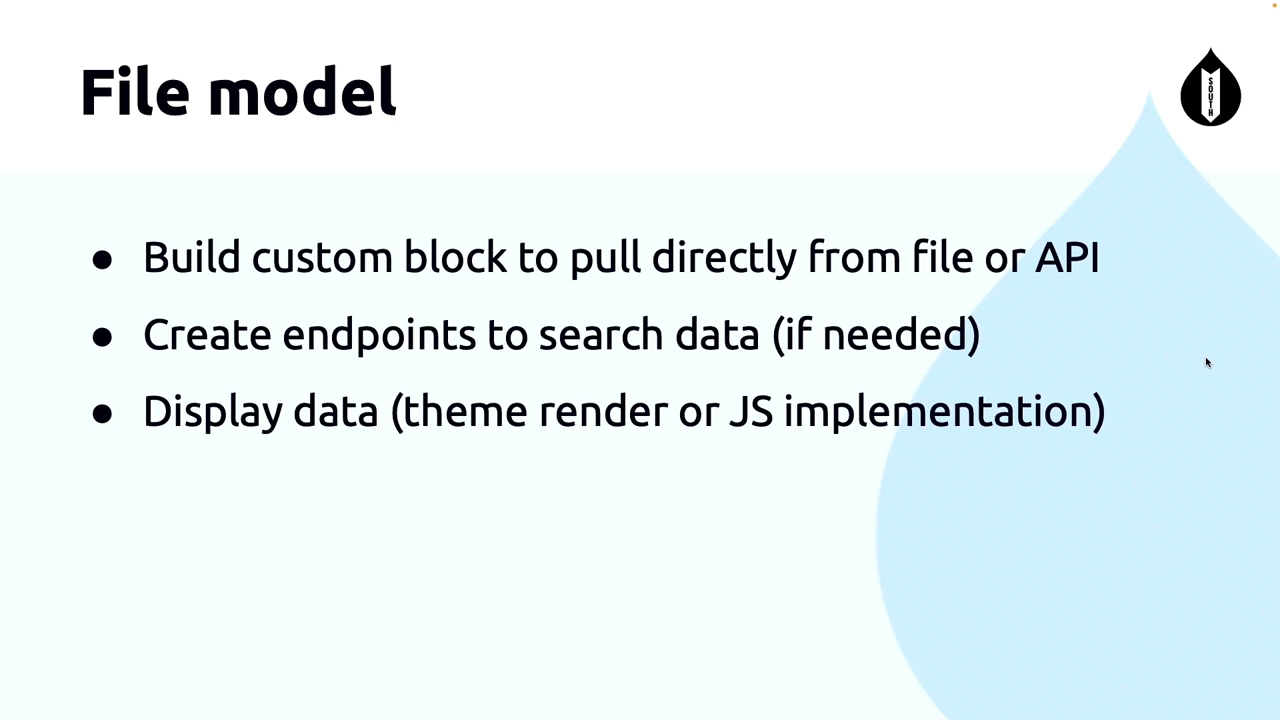 File model
SOUTH
● Build custom block to pull directly from file or API
● Create endpoints to search data (if needed)
● Display data (theme render or JS implementation)